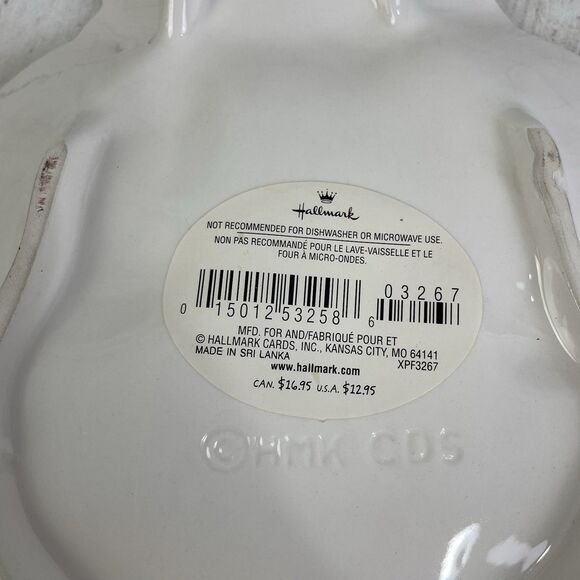 Hallmark
NOT RECOMMENDED FOR DISHWASHER OR MICROWAVE USE.
NON PAS RECOMMANDÉ POUR LE LAVE-VAISSELLE ET LE
FOUR À MICRO-ONDES.
03267
0 15012 53258 6
MFD. FOR AND/FABRIQUÉ POUR ET
© HALLMARK CARDS, INC., KANSAS CITY, MO 64141
MADE IN SRI LANKA XPF3267
www.hallmark.com
CAN. $16.95 U.S.A. $12.95
©HMK CDS